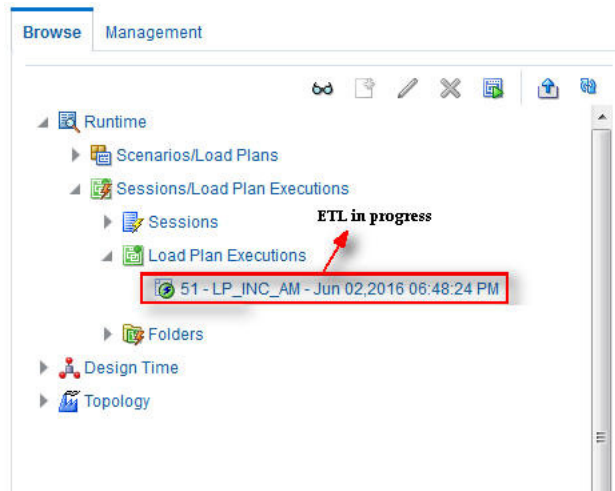 Browse Management
Runtime
Scenarios/Load Plans
Sessions/Load Plan Executions
Sessions
ETL in progress
Load Plan Executions
51 - LP_INC_AM - Jun 02,2016 06:48:24 PM
Folders
Design Time
Topology